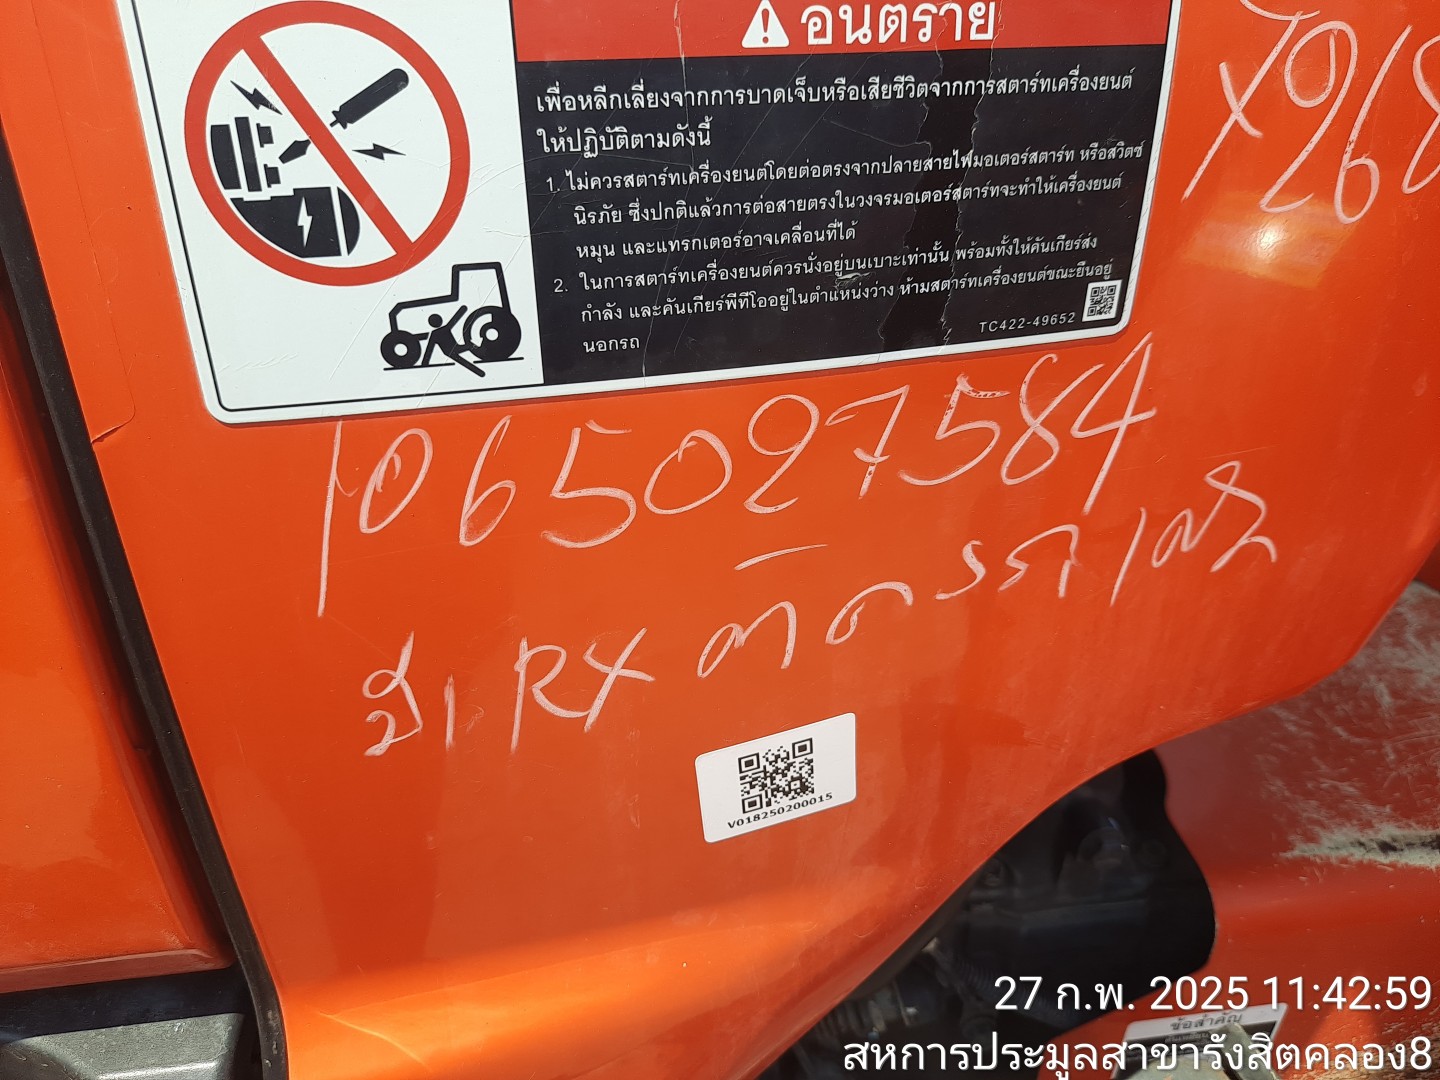 อันตราย
เพื่อหลีกเลี่ยงจากการบาดเจ็บหรือเสียชีวิตจากการสตาร์ทเครื่องยนต์
ให้ปฏิบัติตามดังนี้
1. ไม่ควรสตาร์ทเครื่องยนต์โดยต่อตรงจากปลายสายไฟมอเตอร์สตาร์ท หรือสวิตซ์
นิรภัย ซึ่งปกติแล้วการต่อสายตรงในวงจรมอเตอร์สตาร์ทจะทำให้เครื่องยนต์
หมุน และแทรกเตอร์อาจเคลื่อนที่ได้
2. ในการสตาร์ทเครื่องยนต์ควรนั่งอยู่บนเบาะเท่านั้น พร้อมทั้งให้คันเกียร์ส่ง
กำลัง และคันเกียร์พีทีโออยู่ในตำแหน่งว่าง ห้ามสตาร์ทเครื่องยนต์ขณะยืนอยู่
นอกรถ
TC422-49652
1065027584
RX
V018250200015
ข้อสำคัญ
27 ก.พ. 2025 11:42:59
สหการประมูลสาขารังสิตคลอง8